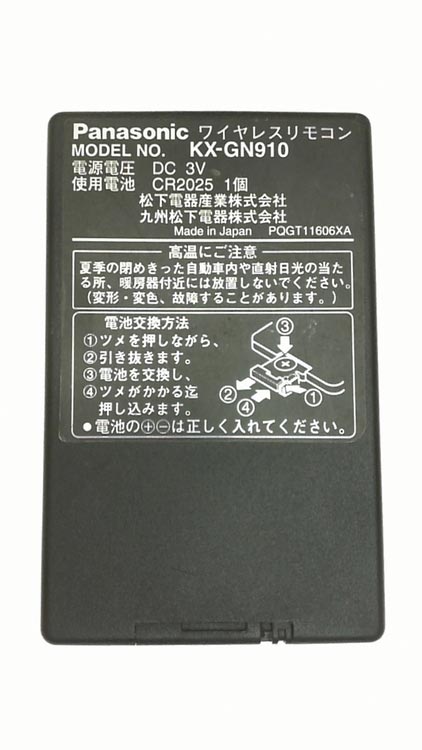 Panasonic ワイヤレスリモコン
MODEL NO. KX-GN910
電源電圧 DC 3V
使用電池 CR2025 1個
松下電器産業株式会社
九州松下電器株式会社
Made in Japan PQGT11606XA
高温にご注意
夏季の閉めきった自動車内や直射日光の当た
る所、暖房器付近には放置しないでください。
(変形・変色、故障することがあります。)
電池交換方法
①ツメを押しながら、
②引き抜きます。
③電池を交換し、
④ツメがかかる迄
押し込みます。
③
②
④
①
●電池の⊕⊖は正しく入れてください。